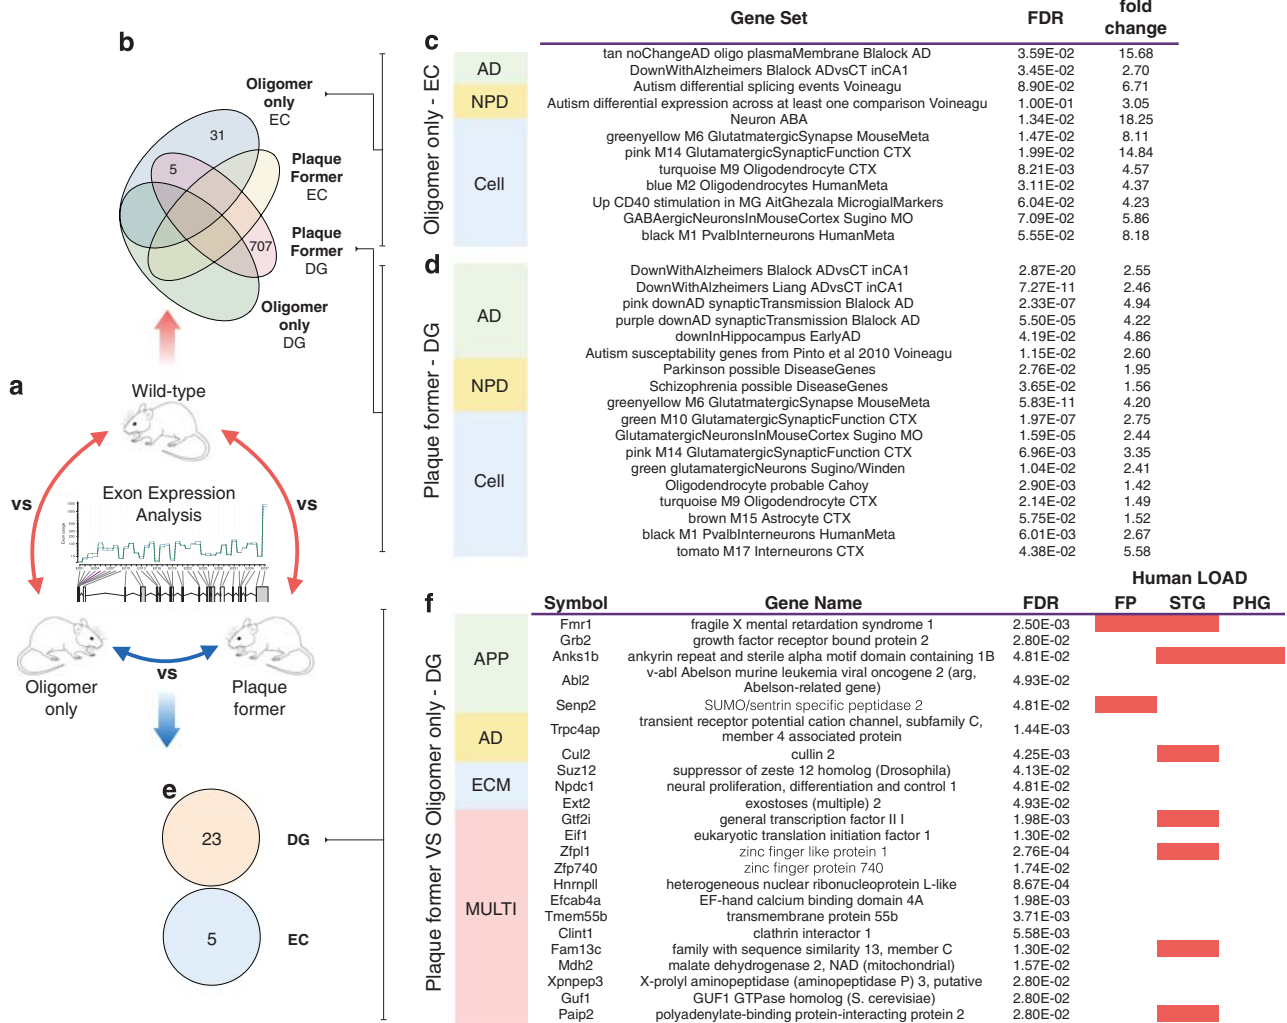 a
Wild-type
vs
vs
Exon Expression
Analysis
Oligomer
only
vs
Plaque
former
b
Oligomer
only
EC
31
5
Plaque
Former
EC
Plaque
Former
DG
707
Oligomer
only
DG
c
Oligomer only - EC
Gene Set FDR fold
change
AD
NPD
Cell
tan noChangeAD oligo plasmaMembrane Blalock AD 3.59E-02 15.68
DownWithAlzheimers Blalock ADvsCT inCA1 3.45E-02 2.70
Autism differential splicing events Voineagu 8.90E-02 6.71
Autism differential expression across at least one comparison Voineagu 1.00E-01 3.05
Neuron ABA 1.34E-02 18.25
greenyellow M6 GlutatmatergicSynapse MouseMeta 1.47E-02 8.11
pink M14 GlutamatergicSynapticFunction CTX 1.99E-02 14.84
turquoise M9 Oligodendrocyte CTX 8.21E-03 4.57
blue M2 Oligodendrocytes HumanMeta 3.11E-02 4.37
Up CD40 stimulation in MG AitGhezala MicrogialMarkers 6.04E-02 4.23
GABAergicNeuronsInMouseCortex Sugino MO 7.09E-02 5.86
black M1 PvalbInterneurons HumanMeta 5.55E-02 8.18
d
Plaque former - DG
AD
NPD
Cell
DownWithAlzheimers Blalock ADvsCT inCA1 2.87E-20 2.55
DownWithAlzheimers Liang ADvsCT inCA1 7.27E-11 2.46
pink downAD synapticTransmission Blalock AD 2.33E-07 4.94
purple downAD synapticTransmission Blalock AD 5.50E-05 4.22
downInHippocampus EarlyAD 4.19E-02 4.86
Autism susceptability genes from Pinto et al 2010 Voineagu 1.15E-02 2.60
Parkinson possible DiseaseGenes 2.76E-02 1.95
Schizophrenia possible DiseaseGenes 3.65E-02 1.56
greenyellow M6 GlutatmatergicSynapse MouseMeta 5.83E-11 4.20
green M10 GlutamatergicSynapticFunction CTX 1.97E-07 2.75
GlutamatergicNeuronsInMouseCortex Sugino MO 1.59E-05 2.44
pink M14 GlutamatergicSynapticFunction CTX 6.96E-03 3.35
green glutamatergicNeurons Sugino/Winden 1.04E-02 2.41
Oligodendrocyte probable Cahoy 2.90E-03 1.42
turquoise M9 Oligodendrocyte CTX 2.14E-02 1.49
brown M15 Astrocyte CTX 5.75E-02 1.52
black M1 PvalbInterneurons HumanMeta 6.01E-03 2.67
tomato M17 Interneurons CTX 4.38E-02 5.58
e
23
DG
5
EC
f
Plaque former VS Oligomer only - DG
Human LOAD
Symbol Gene Name FDR FP STG PHG
APP
AD
ECM
MULTI
Fmr1 fragile X mental retardation syndrome 1 2.50E-03
Grb2 growth factor receptor bound protein 2 2.80E-02
Anks1b ankyrin repeat and sterile alpha motif domain containing 1B 4.81E-02
Abl2 v-abl Abelson murine leukemia viral oncogene 2 (arg,
Abelson-related gene) 4.93E-02
Senp2 SUMO/sentrin specific peptidase 2 4.81E-02
Trpc4ap transient receptor potential cation channel, subfamily C,
member 4 associated protein 1.44E-03
Cul2 cullin 2 4.25E-03
Suz12 suppressor of zeste 12 homolog (Drosophila) 4.13E-02
Npdc1 neural proliferation, differentiation and control 1 4.81E-02
Ext2 exostoses (multiple) 2 4.93E-02
Gtf2i general transcription factor II I 1.98E-03
Eif1 eukaryotic translation initiation factor 1 1.30E-02
Zfpl1 zinc finger like protein 1 2.76E-04
Zfp740 zinc finger protein 740 1.74E-02
Hnrnpll heterogeneous nuclear ribonucleoprotein L-like 8.67E-04
Efcab4a EF-hand calcium binding domain 4A 1.98E-03
Tmem55b transmembrane protein 55b 3.71E-03
Clint1 clathrin interactor 1 5.58E-03
Fam13c family with sequence similarity 13, member C 1.30E-02
Mdh2 malate dehydrogenase 2, NAD (mitochondrial) 1.57E-02
Xpnpep3 X-prolyl aminopeptidase (aminopeptidase P) 3, putative 2.80E-02
Guf1 GUF1 GTPase homolog (S. cerevisiae) 2.80E-02
Paip2 polyadenylate-binding protein-interacting protein 2 2.80E-02